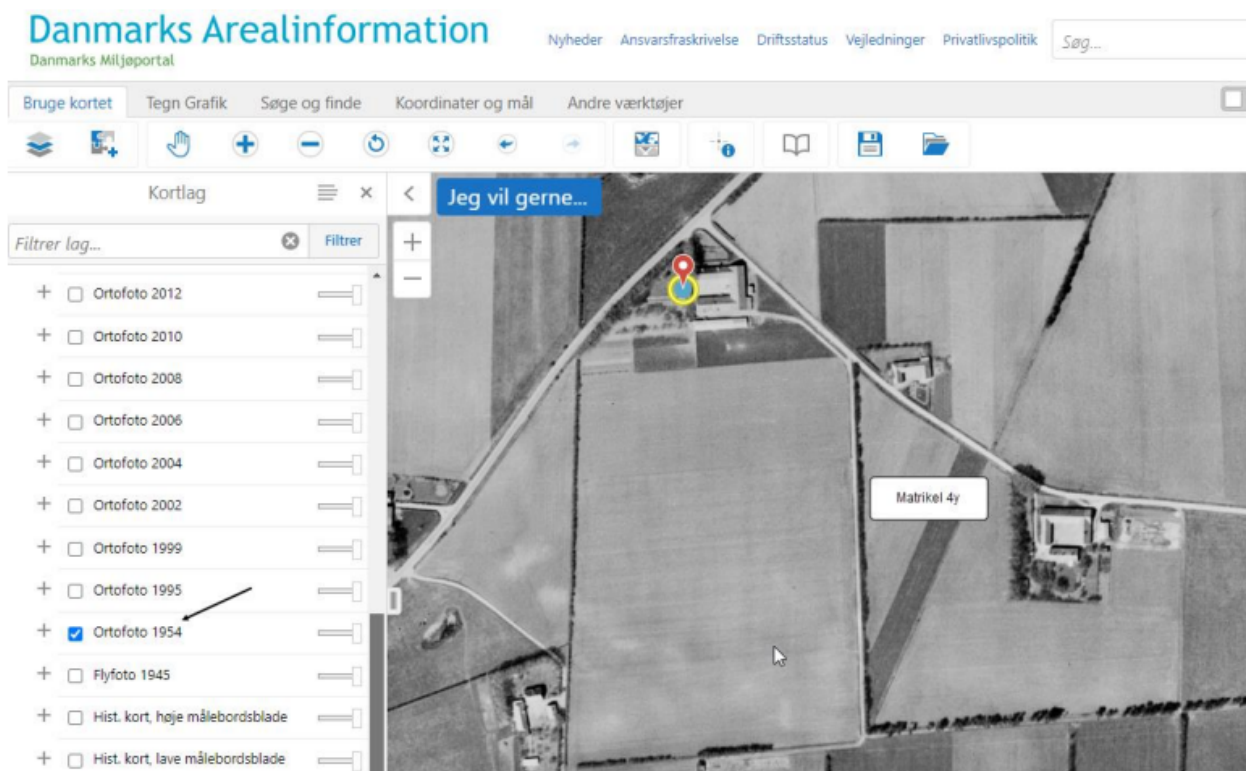 Danmarks Arealinformation
Danmarks Miljøportal
Nyheder Ansvarsfraskrivelse Driftsstatus Vejledninger Privatlivspolitik Søg...
Bruge kortet Tegn Grafik Søge og finde Koordinater og mål Andre værktøjer
Kortlag
Jeg vil gerne...
Filtrer lag... Filtrer
Ortofoto 2012
Ortofoto 2010
Ortofoto 2008
Ortofoto 2006
Ortofoto 2004
Ortofoto 2002
Matrikel 4y
Ortofoto 1999
Ortofoto 1995
Ortofoto 1954
Flyfoto 1945
Hist. kort, høje målebordsblade
Hist. kort, lave målebordsblade